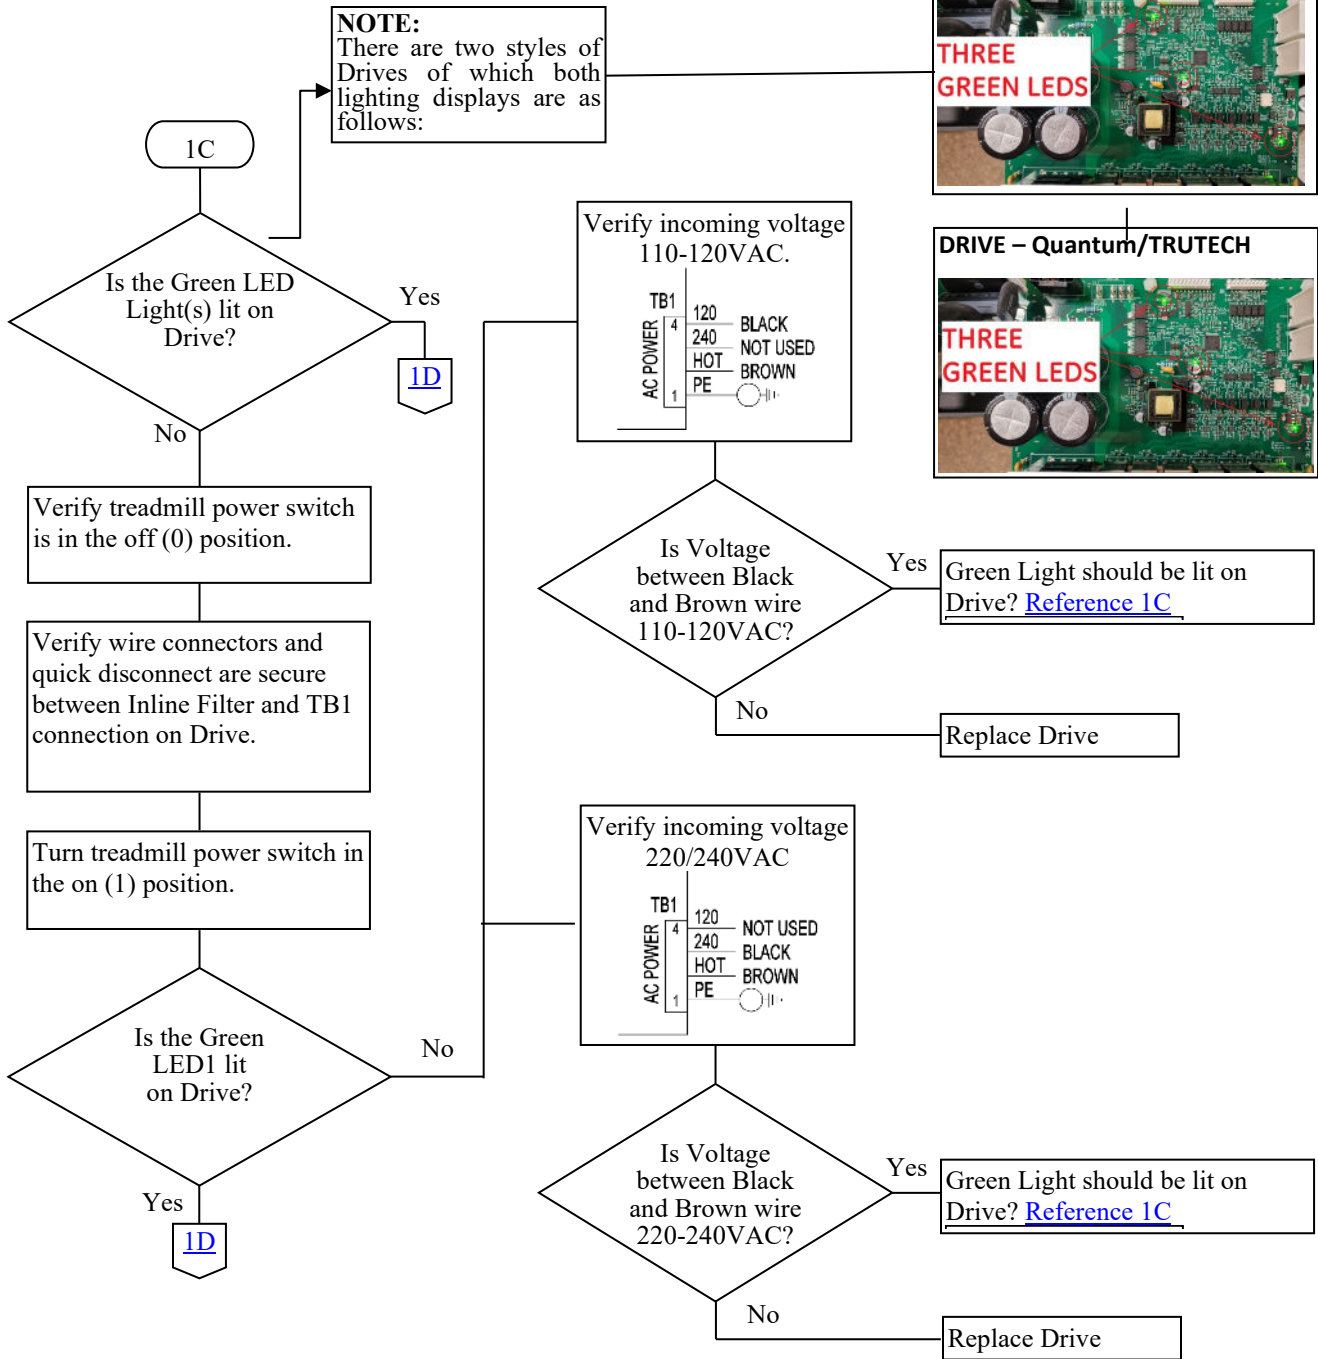 NOTE:
There are two styles of
Drives of which both
lighting displays are as
follows:
THREE
GREEN LEDS
DRIVE – Quantum/TRUTECH
THREE
GREEN LEDS
1C
Is the Green LED
Light(s) lit on
Drive?
Yes
1D
No
Verify treadmill power switch
is in the off (0) position.
Verify wire connectors and
quick disconnect are secure
between Inline Filter and TB1
connection on Drive.
Turn treadmill power switch in
the on (1) position.
Is the Green
LED1 lit
on Drive?
No
Yes
1D
Verify incoming voltage
110-120VAC.
TB1
AC POWER
4 120 BLACK
240 NOT USED
HOT BROWN
1 PE
Is Voltage
between Black
and Brown wire
110-120VAC?
Yes
Green Light should be lit on
Drive? Reference 1C
No
Replace Drive
Verify incoming voltage
220/240VAC
TB1
AC POWER
4 120 NOT USED
240 BLACK
HOT BROWN
1 PE
Is Voltage
between Black
and Brown wire
220-240VAC?
Yes
Green Light should be lit on
Drive? Reference 1C
No
Replace Drive